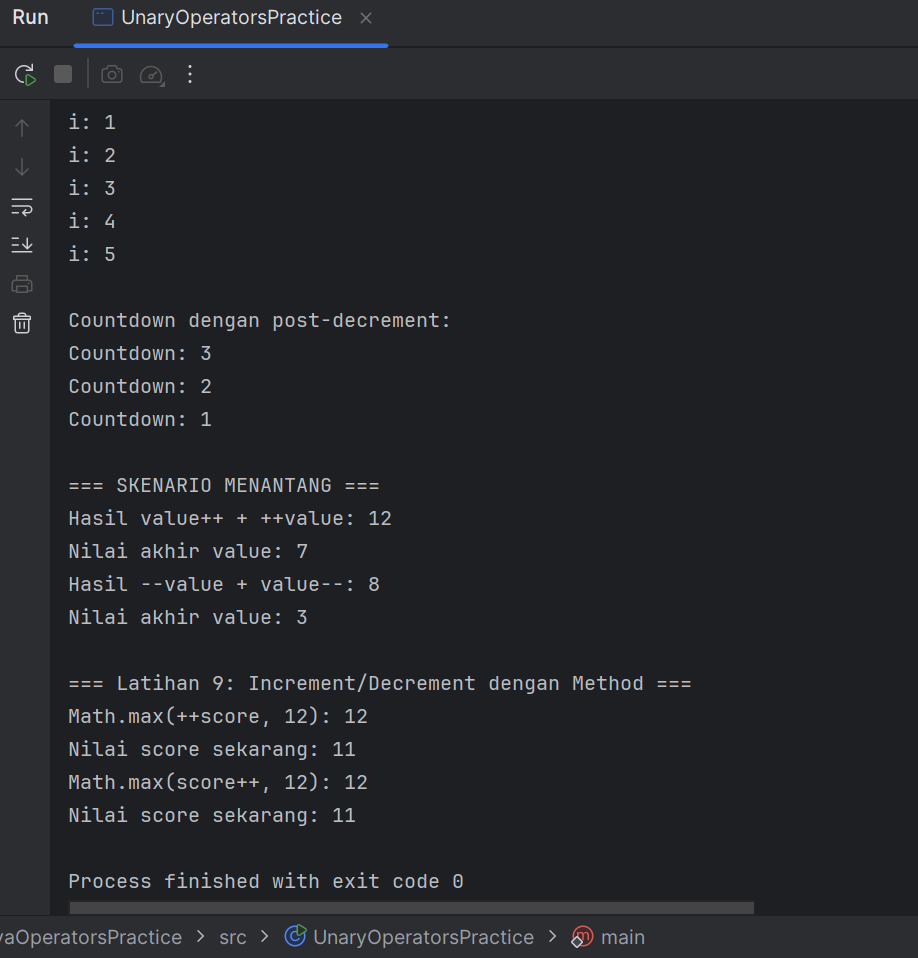 Run UnaryOperatorsPractice
i: 1
i: 2
i: 3
i: 4
i: 5
Countdown dengan post-decrement:
Countdown: 3
Countdown: 2
Countdown: 1
=== SKENARIO MENANTANG ===
Hasil value++ + ++value: 12
Nilai akhir value: 7
Hasil --value + value--: 8
Nilai akhir value: 3
=== Latihan 9: Increment/Decrement dengan Method ===
Math.max(++score, 12): 12
Nilai score sekarang: 11
Math.max(score++, 12): 12
Nilai score sekarang: 11
Process finished with exit code 0
vaOperatorsPractice > src > UnaryOperatorsPractice > main